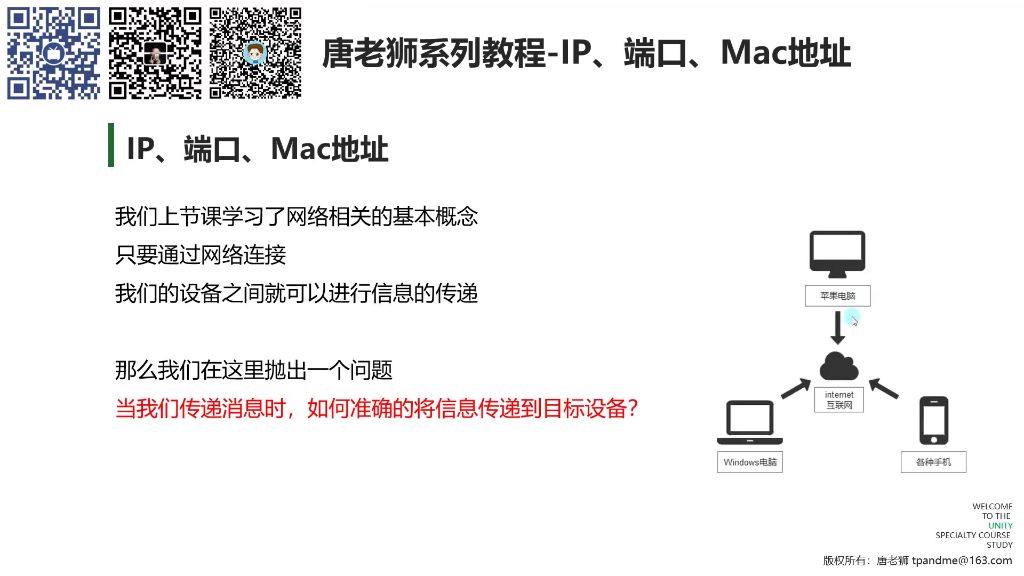 唐老狮系列教程-IP、端口、Mac地址
IP、端口、Mac地址
我们上节课学习了网络相关的基本概念
只要通过网络连接
我们的设备之间就可以进行信息的传递
那么我们在这里抛出一个问题
当我们传递消息时，如何准确的将信息传递到目标设备？
苹果电脑
internet
互联网
Windows电脑
各种手机
WELCOME
TO THE
UNITY
SPECIALTY COURSE
STUDY
版权所有：唐老狮 tpandme@163.com